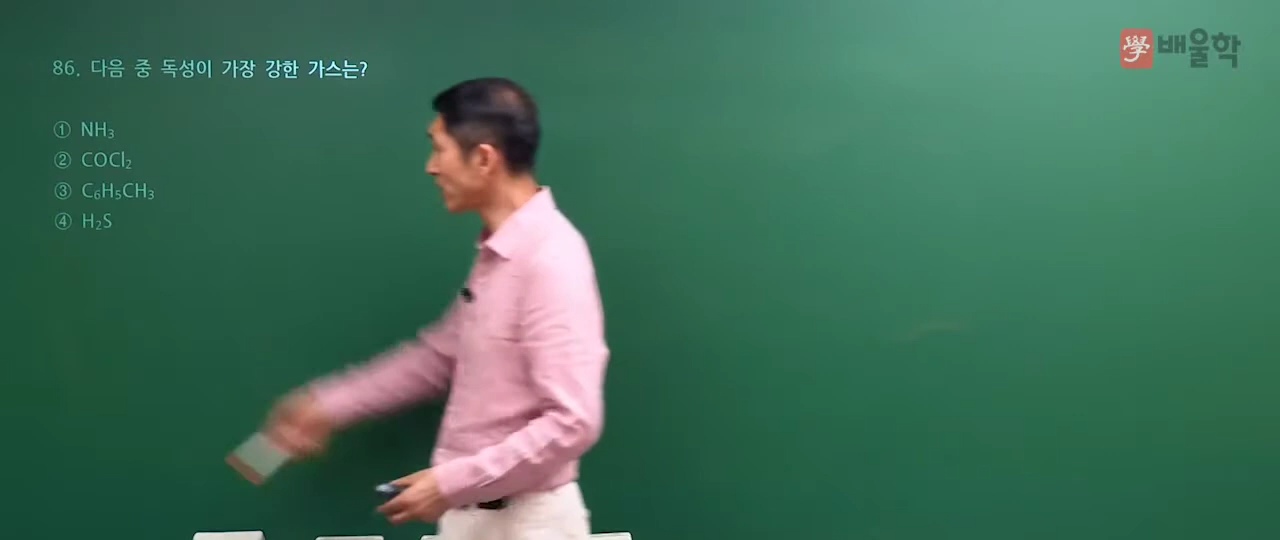 學 배울학
86. 다음 중 독성이 가장 강한 가스는?
① NH₃
② COCl₂
③ C₆H₅CH₃
④ H₂S